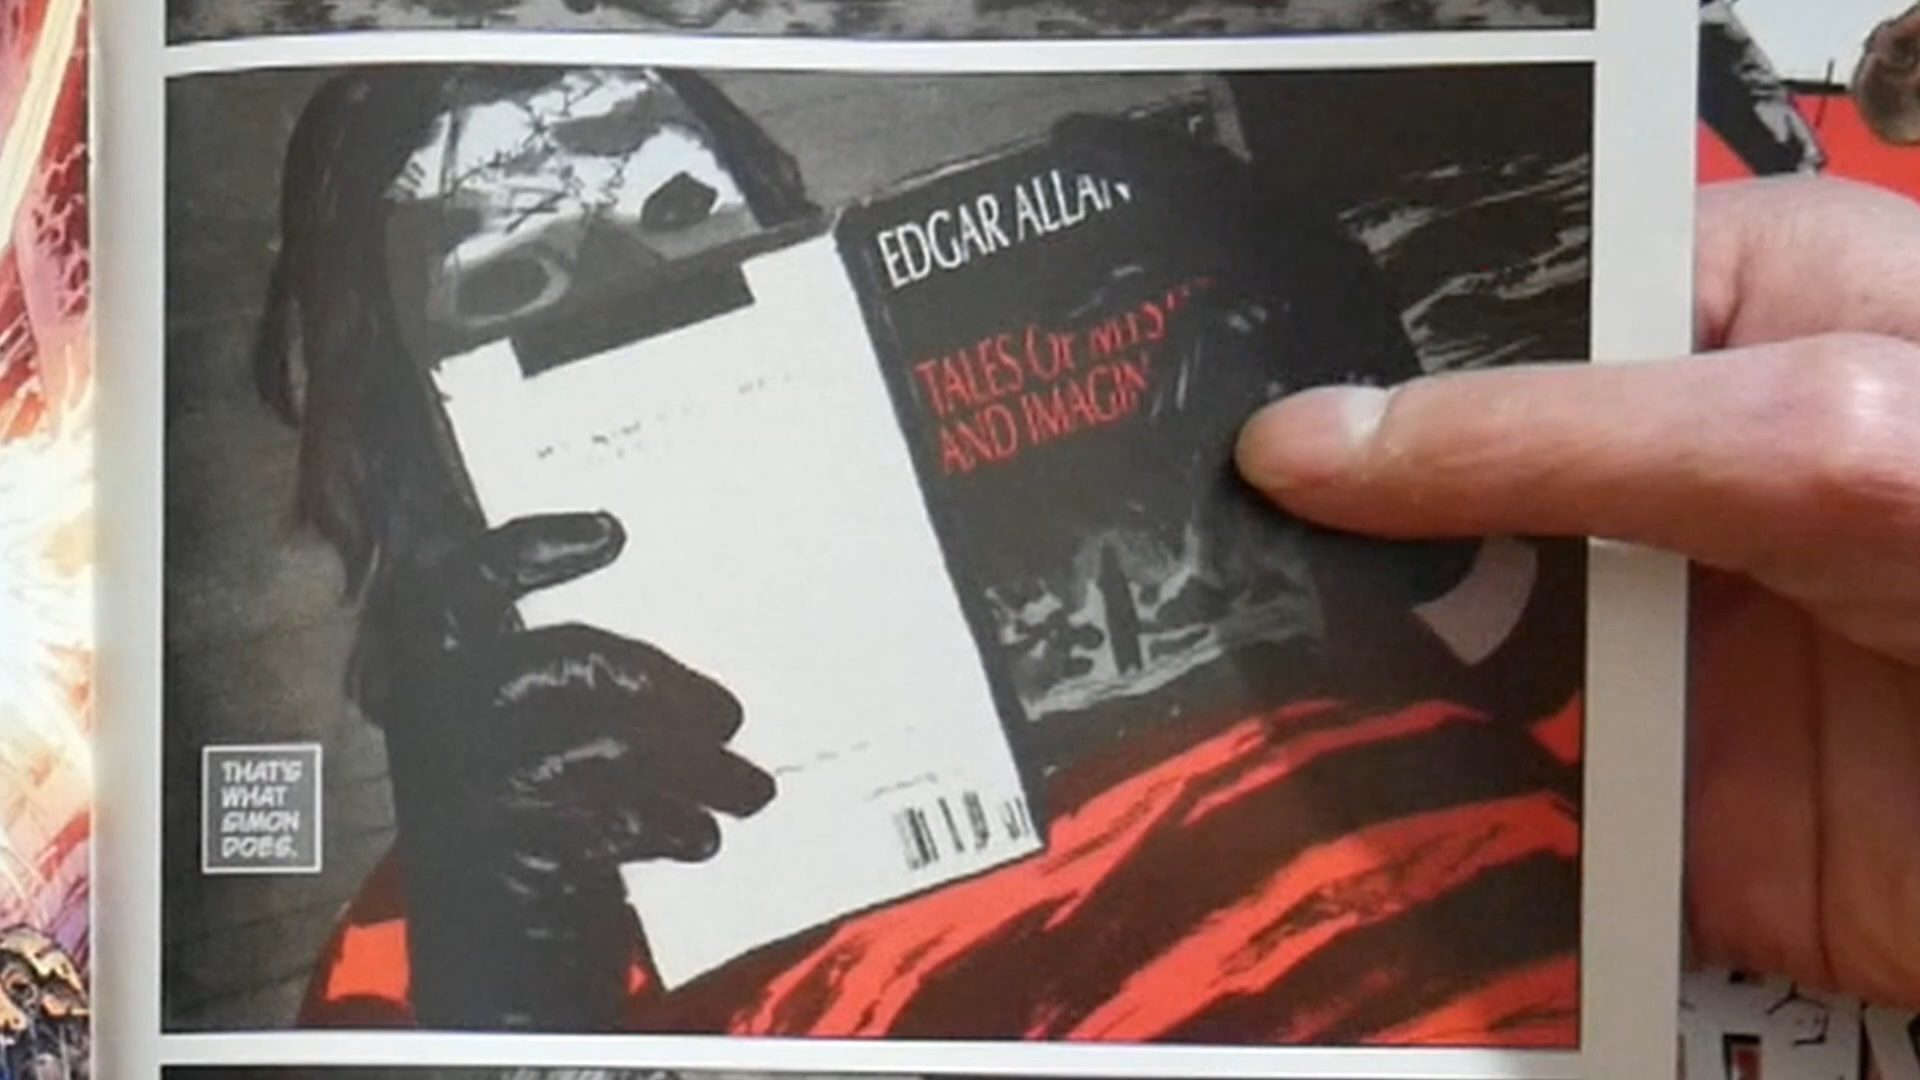 EDGAR ALLAN
TALES OF MYS
AND IMAGIN
THAT'S
WHAT
SIMON
DOES.